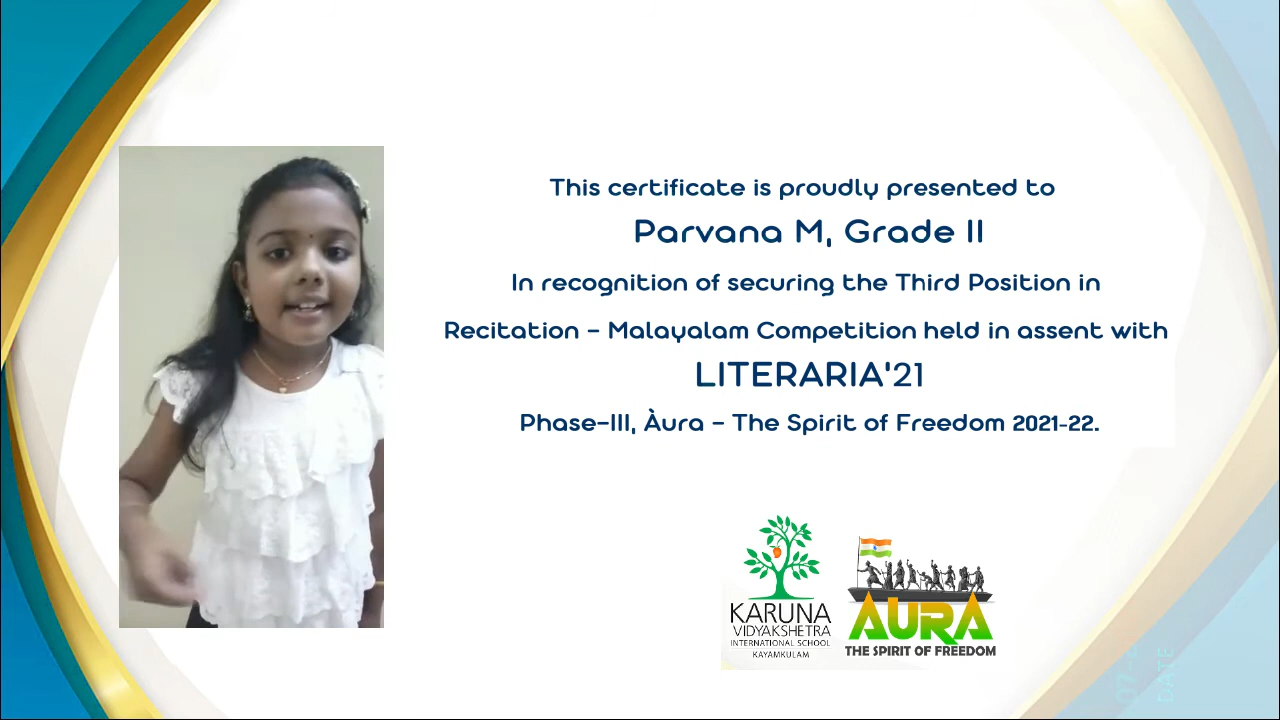 This certificate is proudly presented to
Parvana M, Grade II
In recognition of securing the Third Position in
Recitation - Malayalam Competition held in assent with
LITERARIA'21
Phase-III, Àura - The Spirit of Freedom 2021-22.
KARUNA
VIDYAKSHETRA
INTERNATIONAL SCHOOL
KAYAMKULAM
AURA
THE SPIRIT OF FREEDOM
DATE